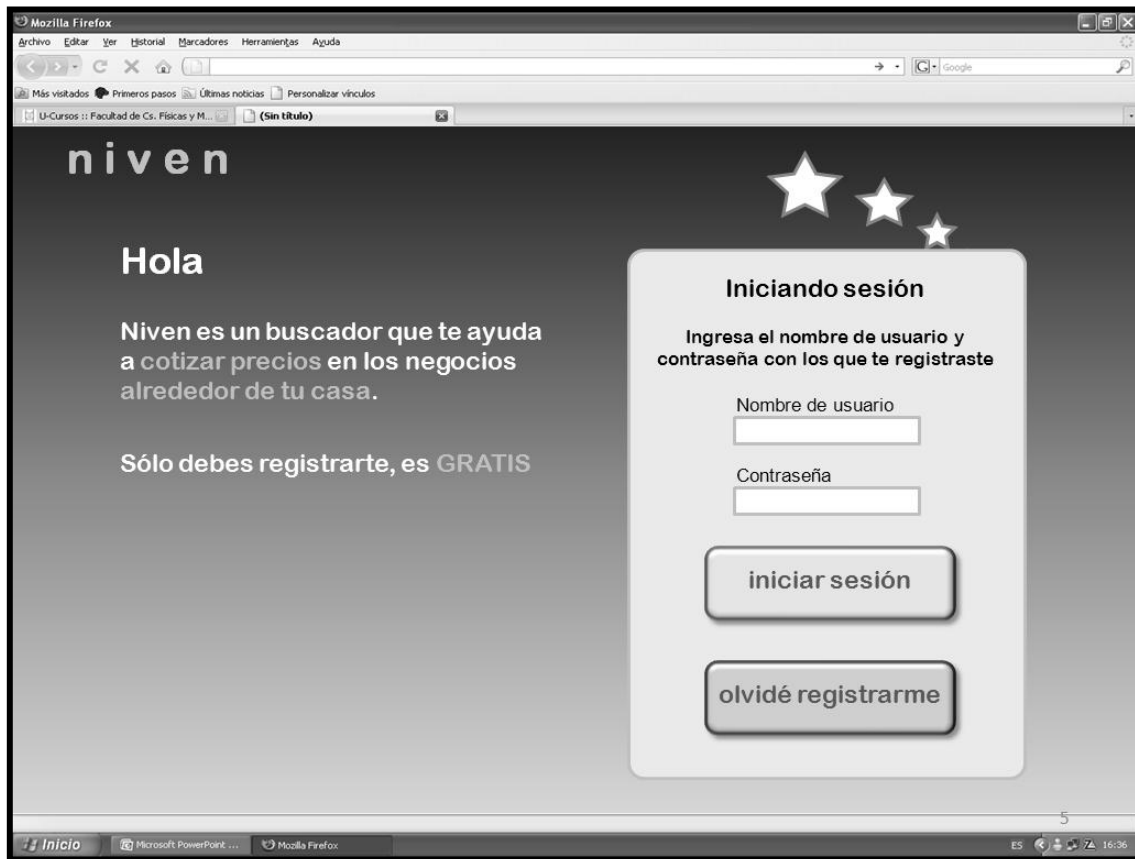 Mozilla Firefox
Archivo Editar Ver Historial Marcadores Herramientas Ayuda
G Google
Más visitados Primeros pasos Últimas noticias Personalizar vínculos
U-Cursos :: Facultad de Cs. Físicas y M... (Sin título)
niven
Hola
Niven es un buscador que te ayuda
a cotizar precios en los negocios
alrededor de tu casa.
Sólo debes registrarte, es GRATIS
Iniciando sesión
Ingresa el nombre de usuario y
contraseña con los que te registraste
Nombre de usuario
Contraseña
iniciar sesión
olvidé registrarme
5
Inicio Microsoft PowerPoint ... Mozilla Firefox ES 16:36